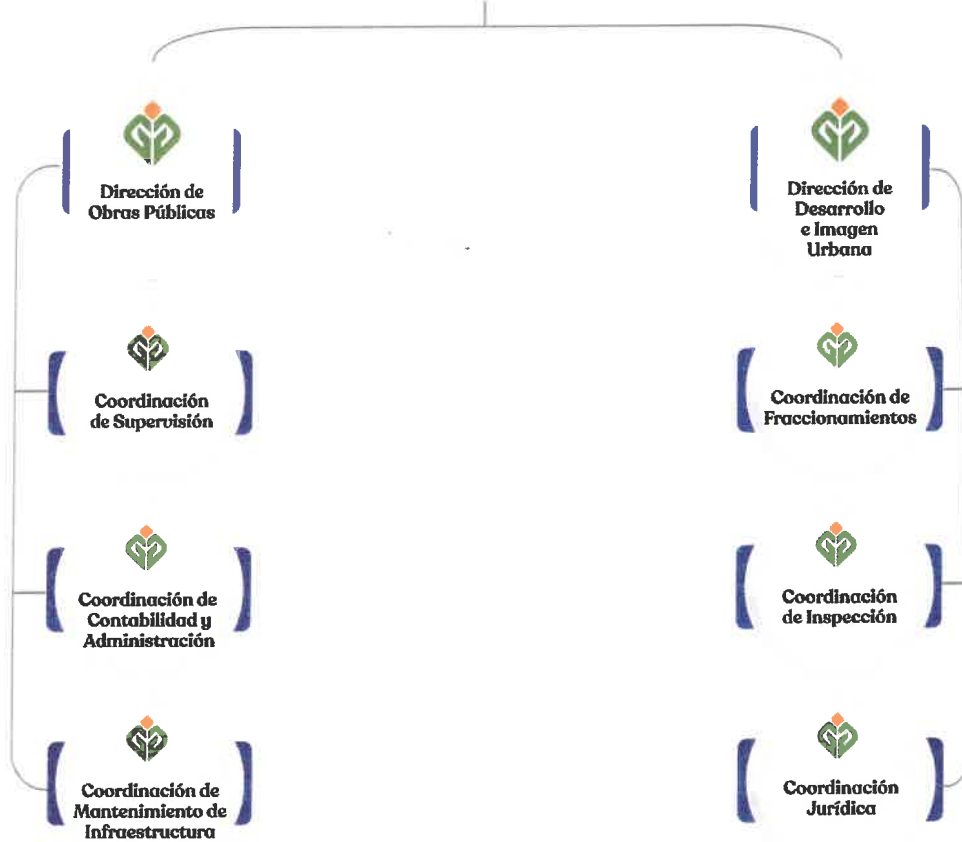 Dirección de
Obras Públicas
Dirección de
Desarrollo
e Imagen
Urbana
Coordinación
de Supervisión
Coordinación de
Fraccionamientos
Coordinación de
Contabilidad y
Administración
Coordinación
de Inspección
Coordinación de
Mantenimiento de
Infraestructura
Coordinación
Jurídica